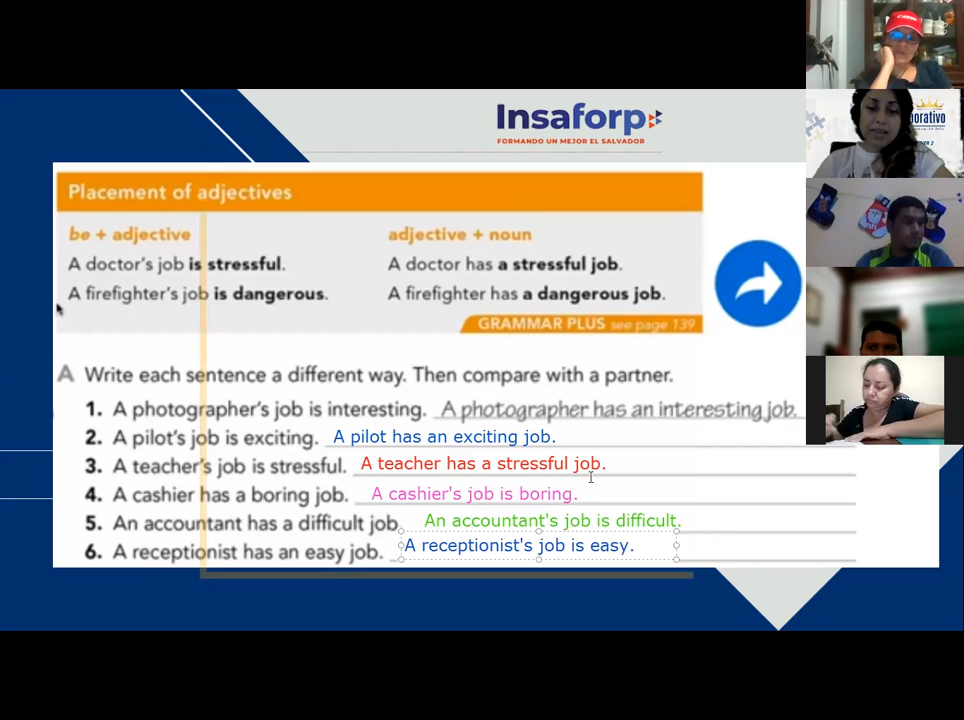 Insaforp
FORMANDO UN MEJOR EL SALVADOR
Placement of adjectives
be + adjective
A doctor's job is stressful.
A firefighter's job is dangerous.
adjective + noun
A doctor has a stressful job.
A firefighter has a dangerous job.
GRAMMAR PLUS see page 139
A Write each sentence a different way. Then compare with a partner.
1. A photographer's job is interesting. A photographer has an interesting job.
2. A pilot's job is exciting. A pilot has an exciting job.
3. A teacher's job is stressful. A teacher has a stressful job.
4. A cashier has a boring job. A cashier's job is boring.
5. An accountant has a difficult job. An accountant's job is difficult.
6. A receptionist has an easy job. A receptionist's job is easy.